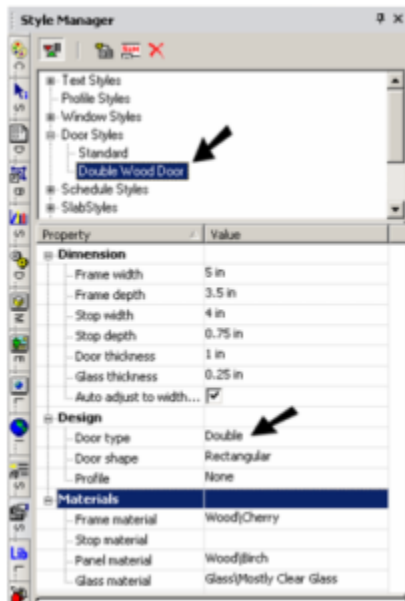 Style Manager
Text Styles
Profile Styles
Window Styles
Door Styles
Standard
Double Wood Door
Schedule Styles
SlabStyles
Property Value
Dimension
Frame width 5 in
Frame depth 3.5 in
Stop width 4 in
Stop depth 0.75 in
Door thickness 1 in
Glass thickness 0.25 in
Auto adjust to width...
Design
Door type Double
Door shape Rectangular
Profile None
Materials
Frame material Wood\Cherry
Stop material
Panel material Wood\Birch
Glass material Glass\Mostly Clear Glass
Lib